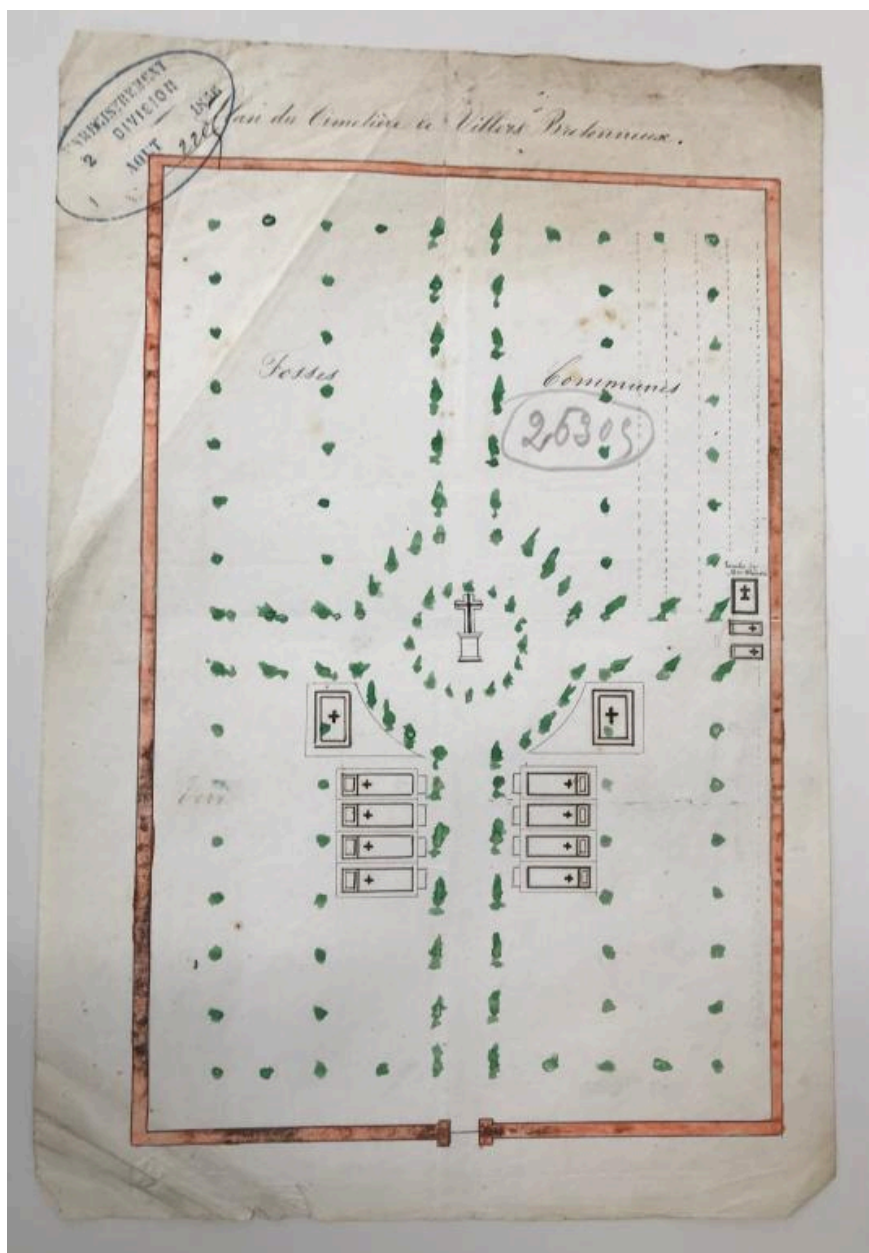 ENREGISTREMENT
2 DIVISION
AOUT
Plan du Cimetière de Villers Bretonneux.
Fosses Communes
26305